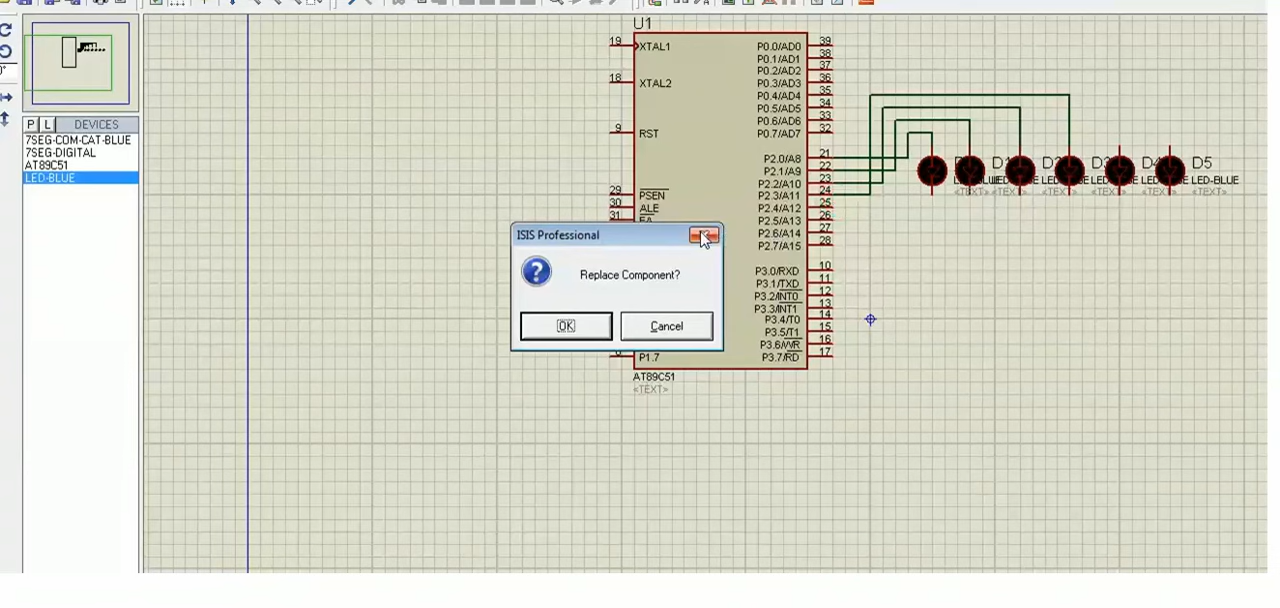 U1
19
XTAL1
18
XTAL2
9
RST
29
PSEN
30
ALE
31
EA
P1.7
P0.0/AD0
39
P0.1/AD1
38
P0.2/AD2
37
P0.3/AD3
36
P0.4/AD4
35
P0.5/AD5
34
P0.6/AD6
33
P0.7/AD7
32
P2.0/A8
21
P2.1/A9
22
P2.2/A10
23
P2.3/A11
24
P2.4/A12
25
P2.5/A13
26
P2.6/A14
27
P2.7/A15
28
P3.0/RXD
10
P3.1/TXD
11
P3.2/INT0
12
P3.3/INT1
13
P3.4/T0
14
P3.5/T1
15
P3.6/WR
16
P3.7/RD
17
AT89C51
<TEXT>
D5
LED-BLUE
<TEXT>
<TEXT>
<TEXT>
<TEXT>
<TEXT>
P L DEVICES
7SEG-COM-CAT-BLUE
7SEG-DIGITAL
AT89C51
LED-BLUE
ISIS Professional
Replace Component?
OK
Cancel